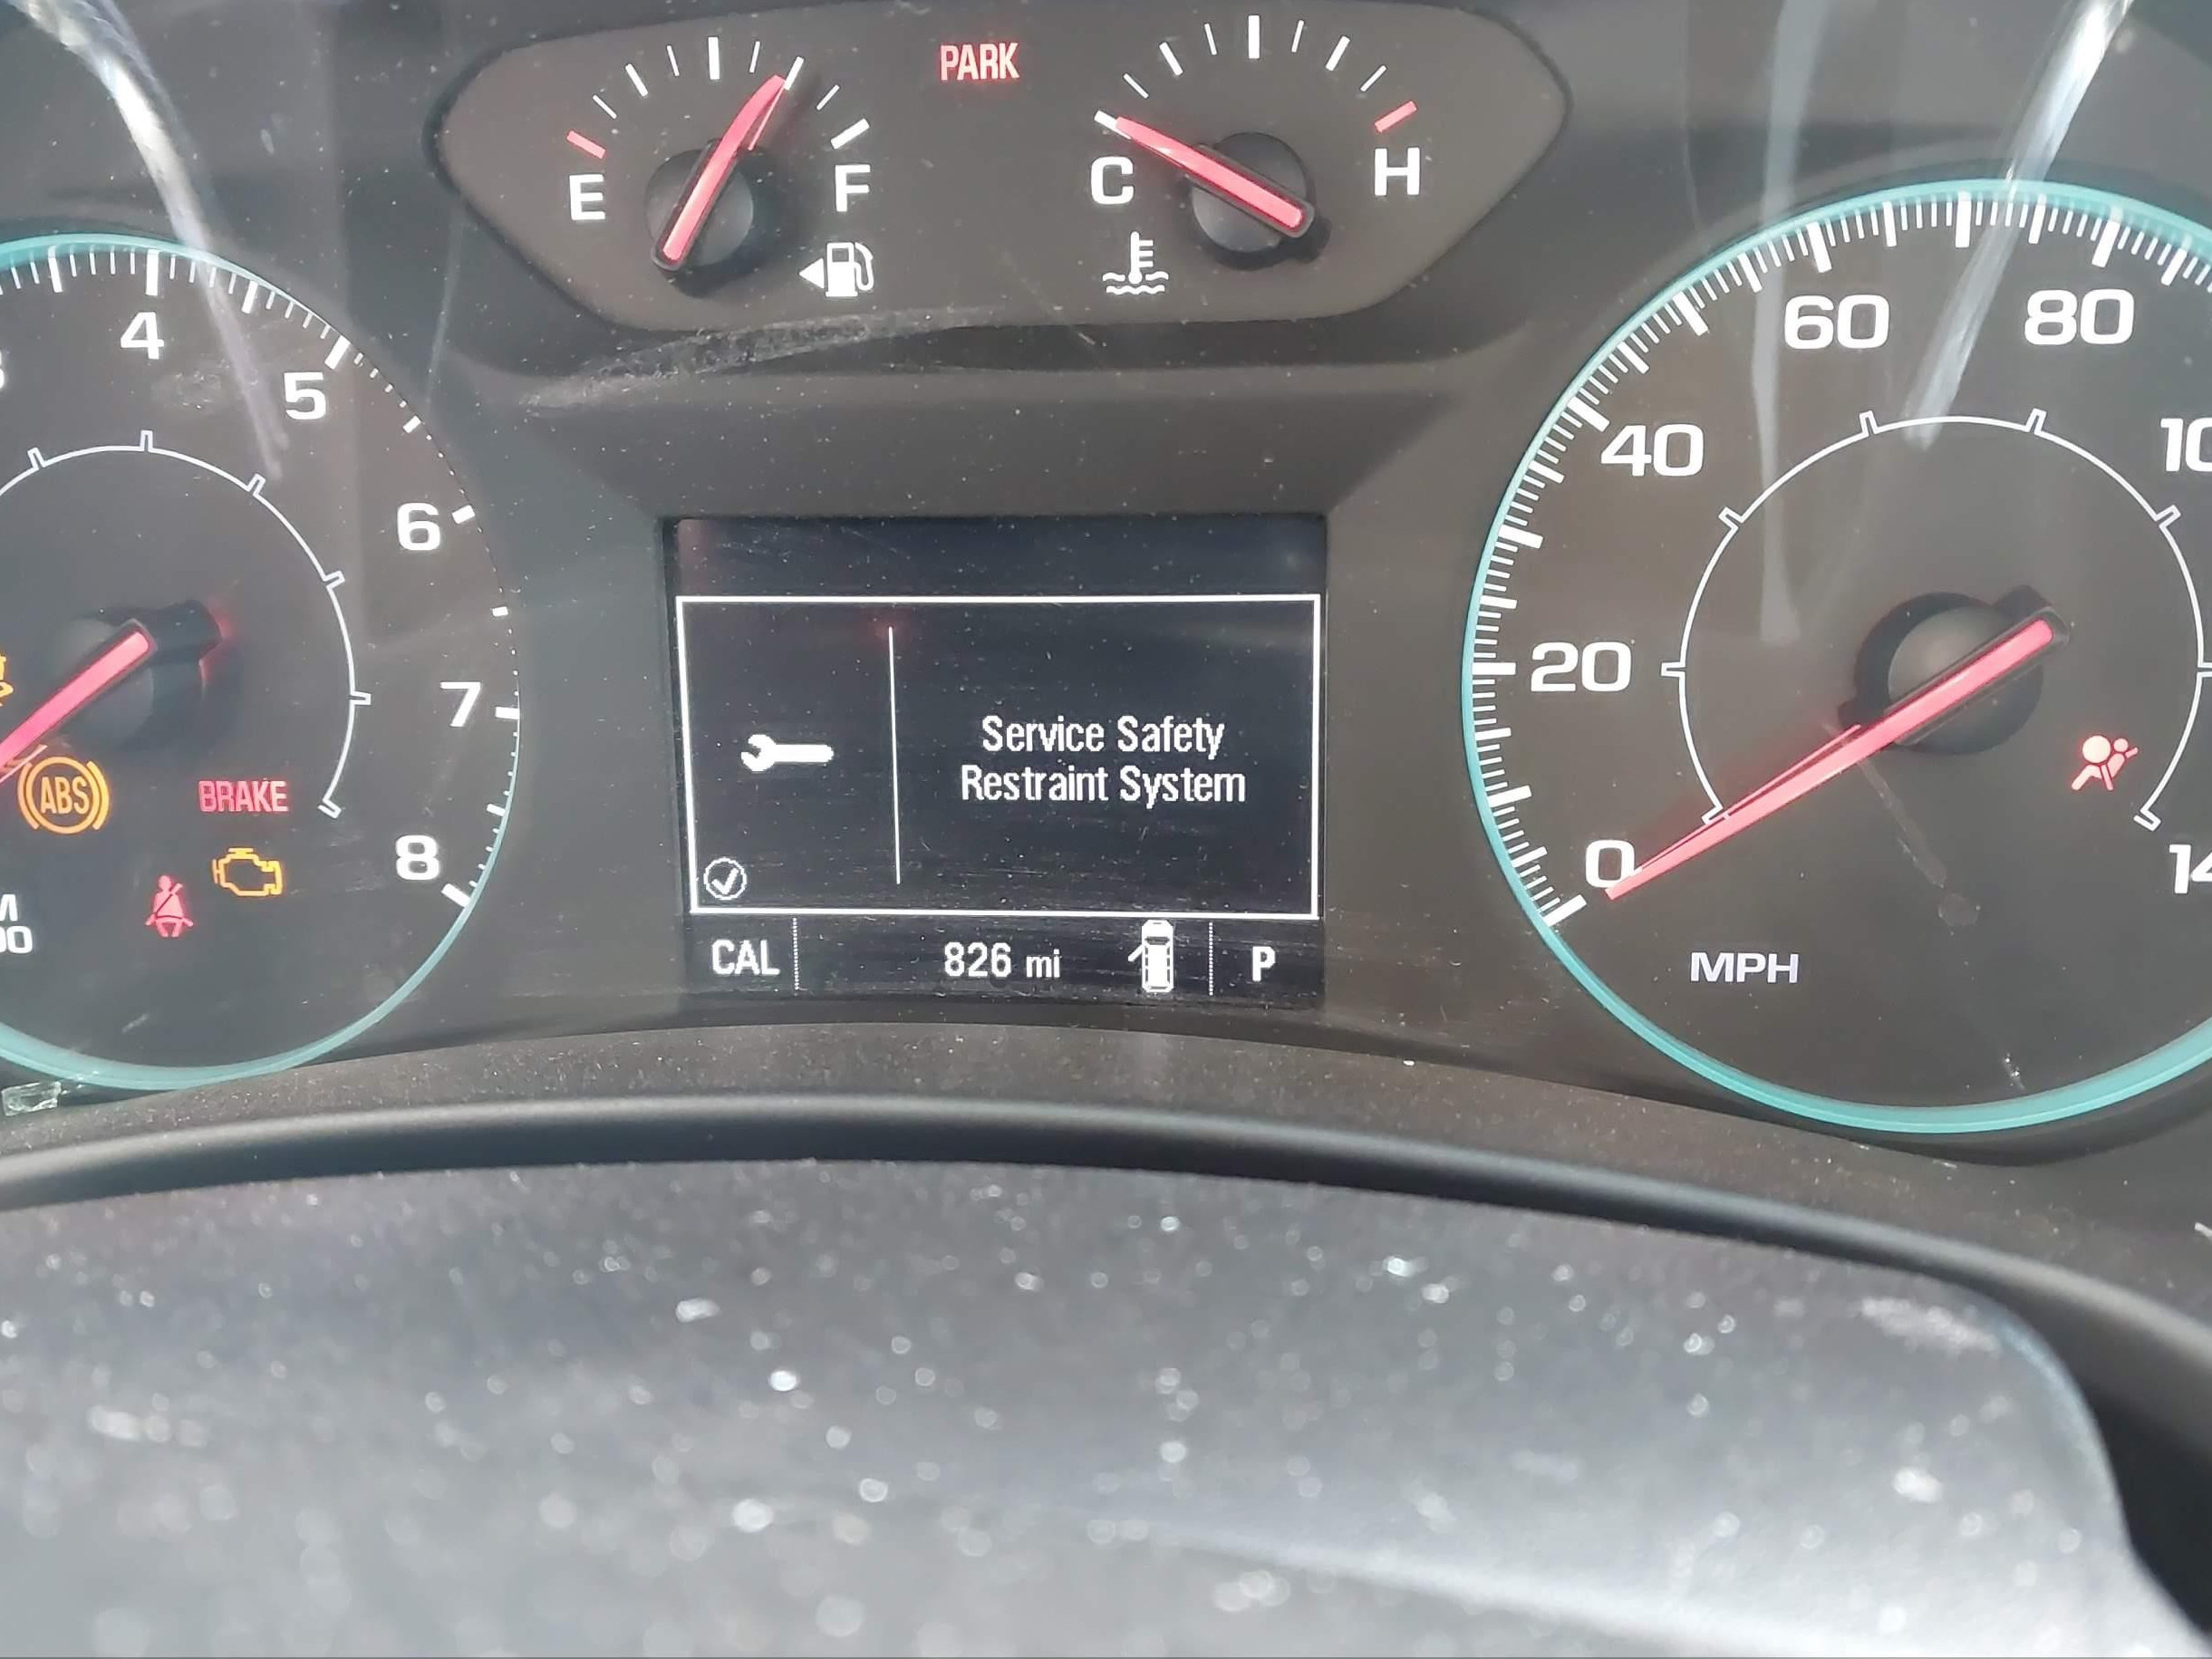 PARK
E
F
C
H
4
5
6
7
8
ABS
BRAKE
Service Safety
Restraint System
CAL
826 mi
P
0
20
40
60
80
MPH